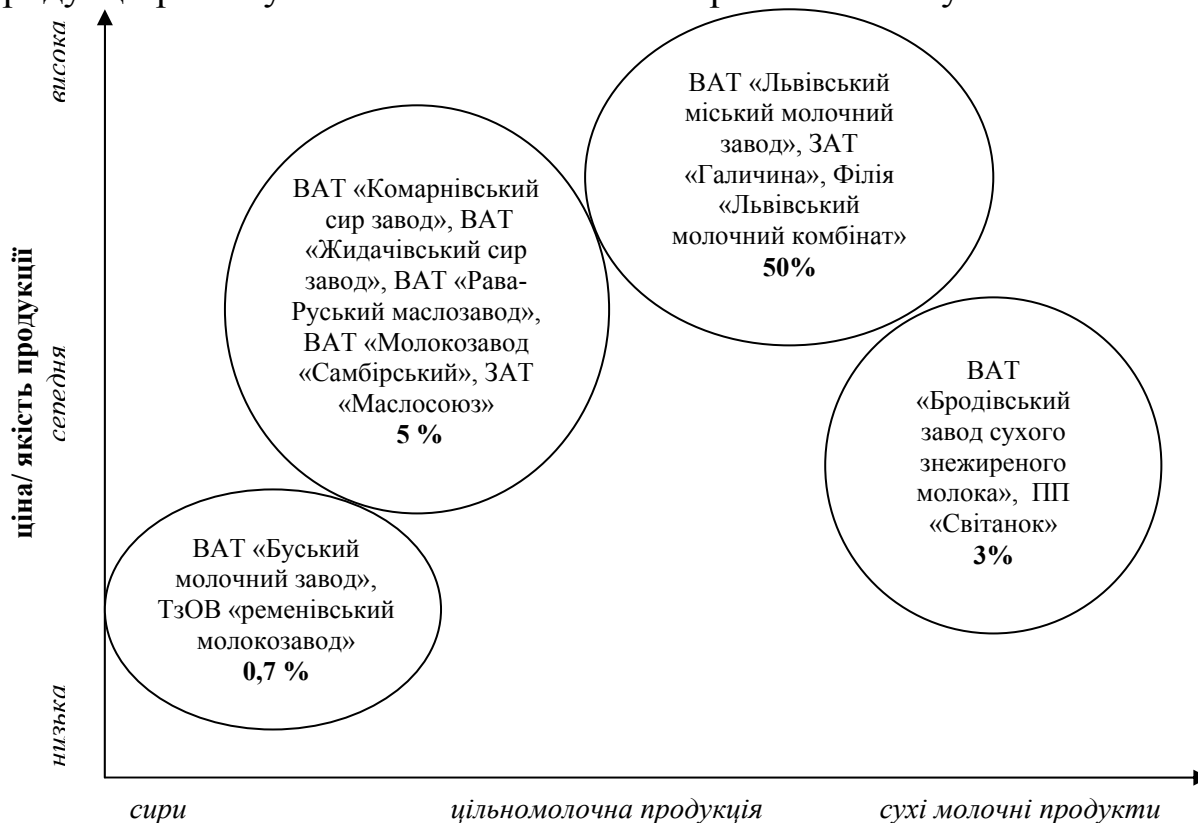 висока
ВАТ «Львівський
міський молочний
завод», ЗАТ
«Галичина», Філія
«Львівський
молочний комбінат»
50%
ВАТ «Комарнівський
сир завод», ВАТ
«Жидачівський сир
завод», ВАТ «Рава-
Руський маслозавод»,
ВАТ «Молокозавод
«Самбірський», ЗАТ
«Маслосоюз»
5 %
ціна/ якість продукції
середня
ВАТ
«Бродівський
завод сухого
знежиреного
молока», ПП
«Світанок»
3%
ВАТ «Буський
молочний завод»,
ТзОВ «ременівський
молокозавод»
0,7 %
низька
сири
цільномолочна продукція
сухі молочні продукти